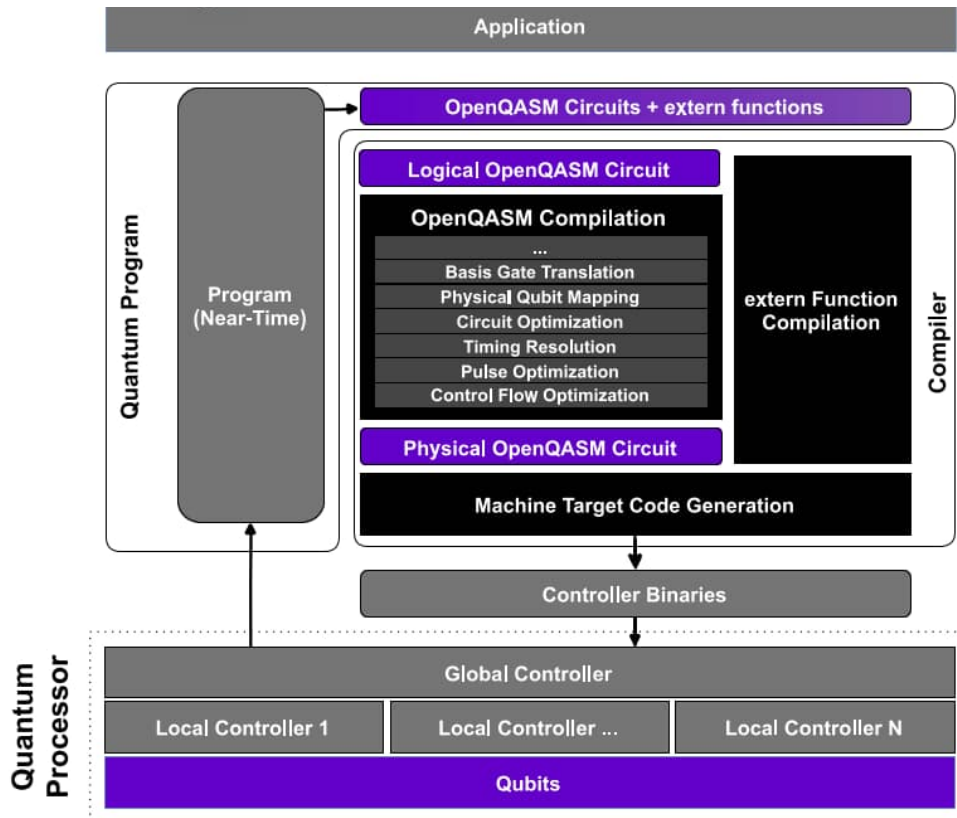 Application
Quantum Program
Program
(Near-Time)
OpenQASM Circuits + extern functions
Logical OpenQASM Circuit
OpenQASM Compilation
...
Basis Gate Translation
Physical Qubit Mapping
Circuit Optimization
Timing Resolution
Pulse Optimization
Control Flow Optimization
Physical OpenQASM Circuit
extern Function
Compilation
Compiler
Machine Target Code Generation
Controller Binaries
Quantum
Processor
Global Controller
Local Controller 1
Local Controller ...
Local Controller N
Qubits